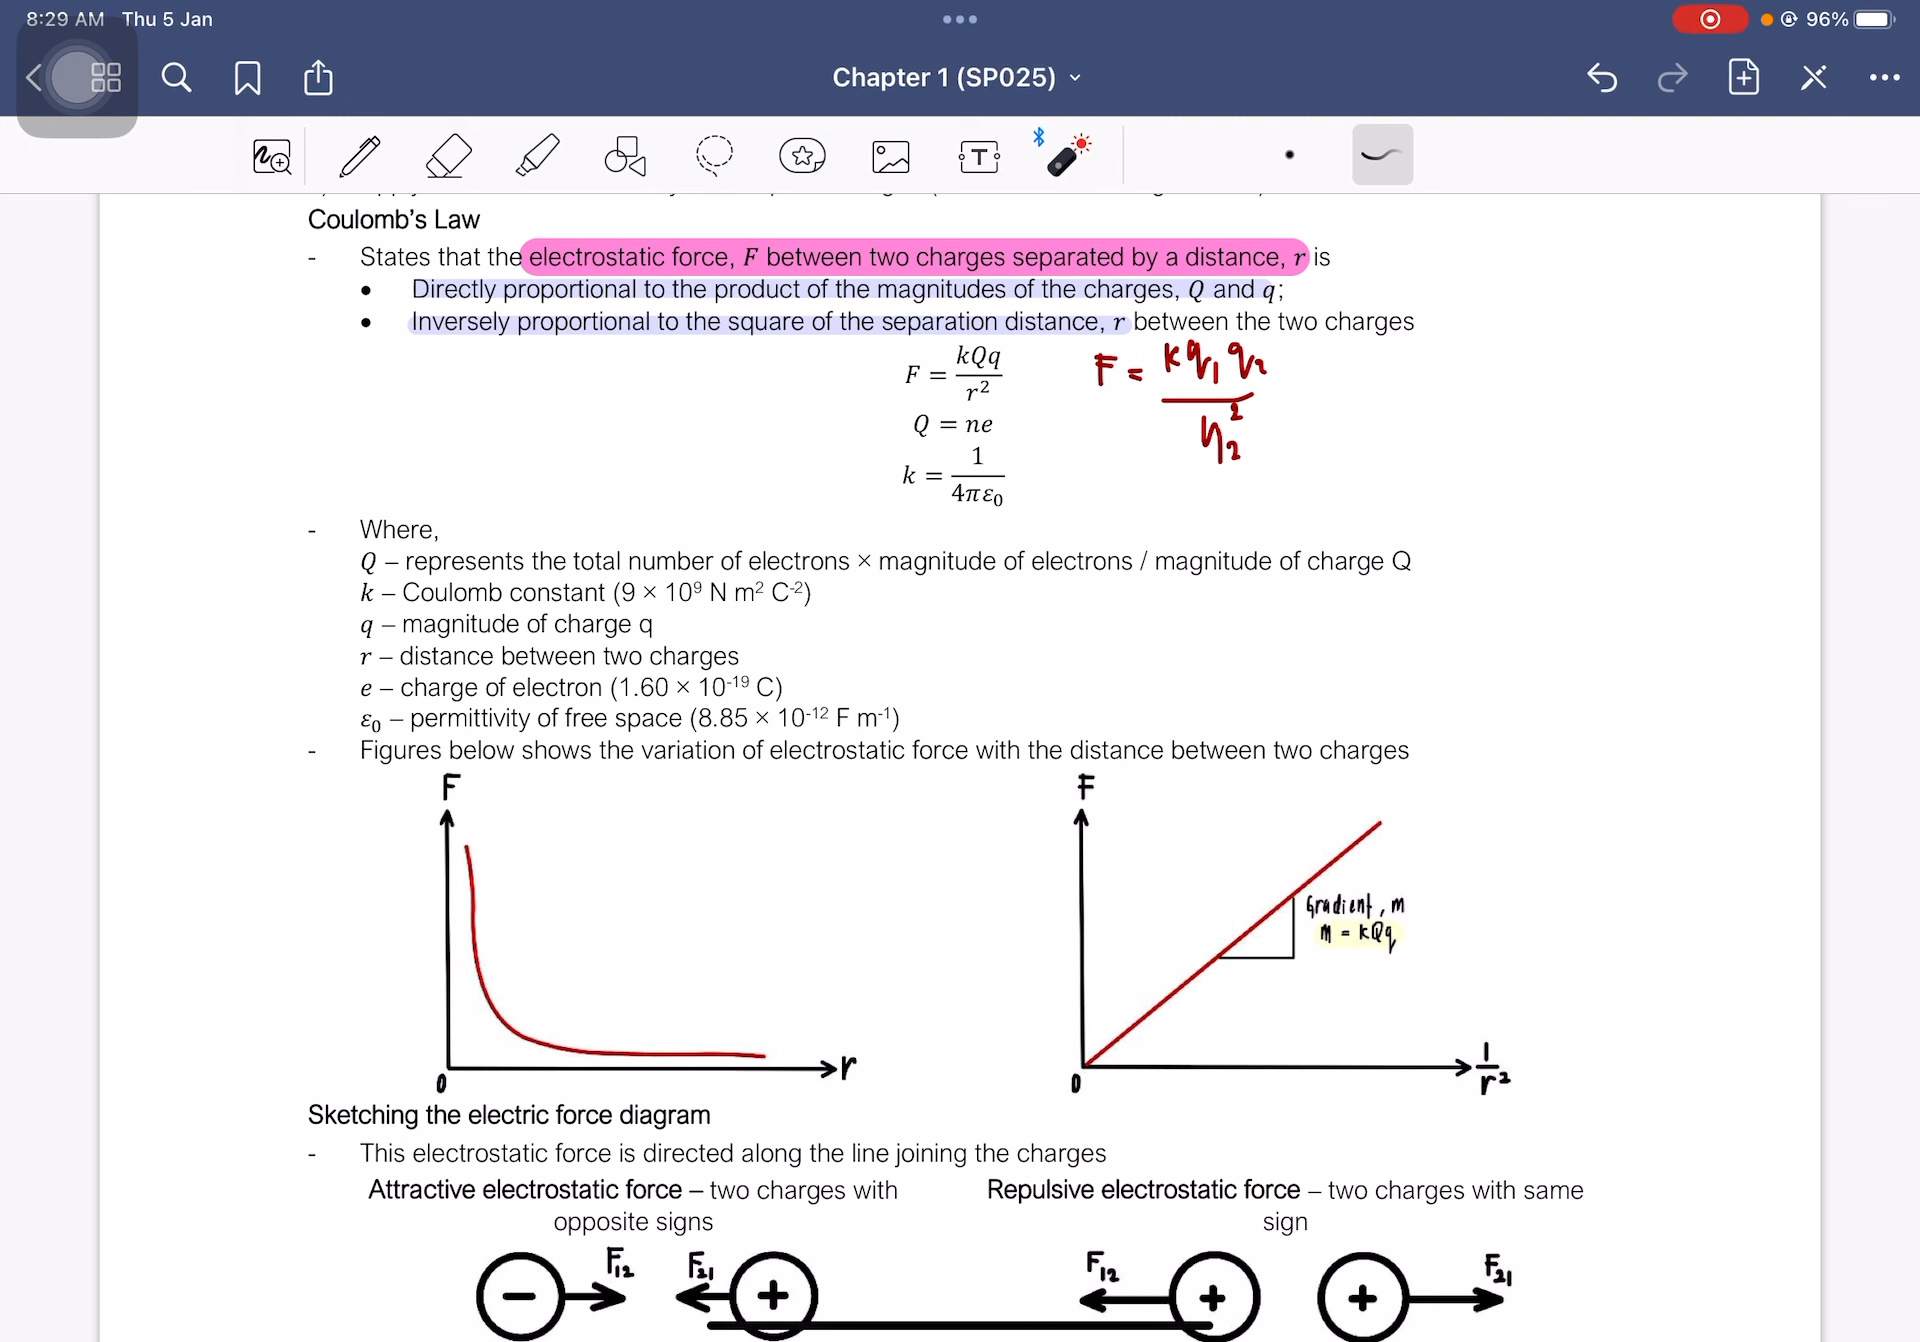 8:29 AM Thu 5 Jan
96%
Chapter 1 (SP025)
T
Coulomb's Law
- States that the electrostatic force, F between two charges separated by a distance, r is
• Directly proportional to the product of the magnitudes of the charges, Q and q;
• Inversely proportional to the square of the separation distance, r between the two charges
F = kQq / r²
F = kq₁q₂ / r₁₂²
Q = ne
k = 1 / 4πε₀
- Where,
Q – represents the total number of electrons × magnitude of electrons / magnitude of charge Q
k – Coulomb constant (9 × 10⁹ N m² C⁻²)
q – magnitude of charge q
r – distance between two charges
e – charge of electron (1.60 × 10⁻¹⁹ C)
ε₀ – permittivity of free space (8.85 × 10⁻¹² F m⁻¹)
- Figures below shows the variation of electrostatic force with the distance between two charges
F
r
0
F
Gradient, m
m = kQq
1/r²
0
Sketching the electric force diagram
- This electrostatic force is directed along the line joining the charges
Attractive electrostatic force – two charges with
opposite signs
Repulsive electrostatic force – two charges with same
sign
− F₁₂ F₂₁ +
F₁₂ + + F₂₁